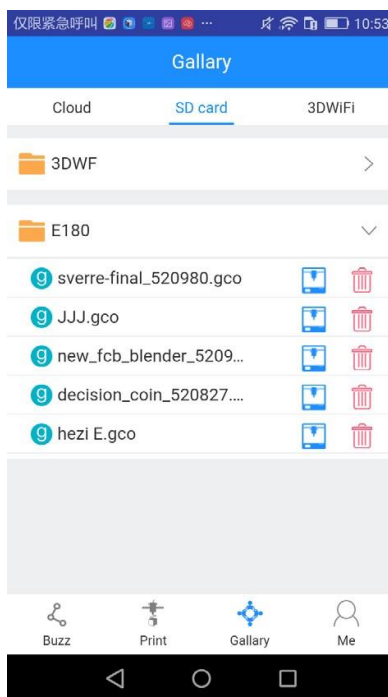 仅限紧急呼叫 ... 10:53
Gallary
Cloud SD card 3DWiFi
3DWF
E180
g sverre-final_520980.gco
g JJJ.gco
g new_fcb_blender_5209...
g decision_coin_520827....
g hezi E.gco
Buzz Print Gallary Me